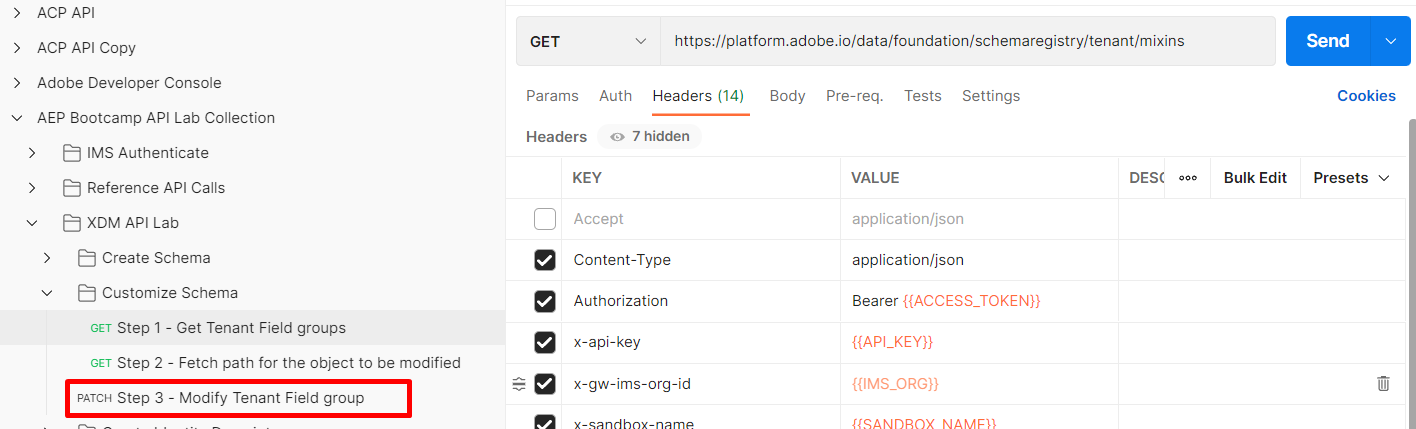 ACP API
ACP API Copy
Adobe Developer Console
AEP Bootcamp API Lab Collection
IMS Authenticate
Reference API Calls
XDM API Lab
Create Schema
Customize Schema
GET Step 1 - Get Tenant Field groups
GET Step 2 - Fetch path for the object to be modified
PATCH Step 3 - Modify Tenant Field group
GET https://platform.adobe.io/data/foundation/schemaregistry/tenant/mixins Send
Params Auth Headers (14) Body Pre-req. Tests Settings Cookies
Headers 7 hidden
KEY VALUE DESC Bulk Edit Presets
Accept application/json
Content-Type application/json
Authorization Bearer {{ACCESS_TOKEN}}
x-api-key {{API_KEY}}
x-gw-ims-org-id {{IMS_ORG}}
x-sandbox-name {{SANDBOX_NAME}}